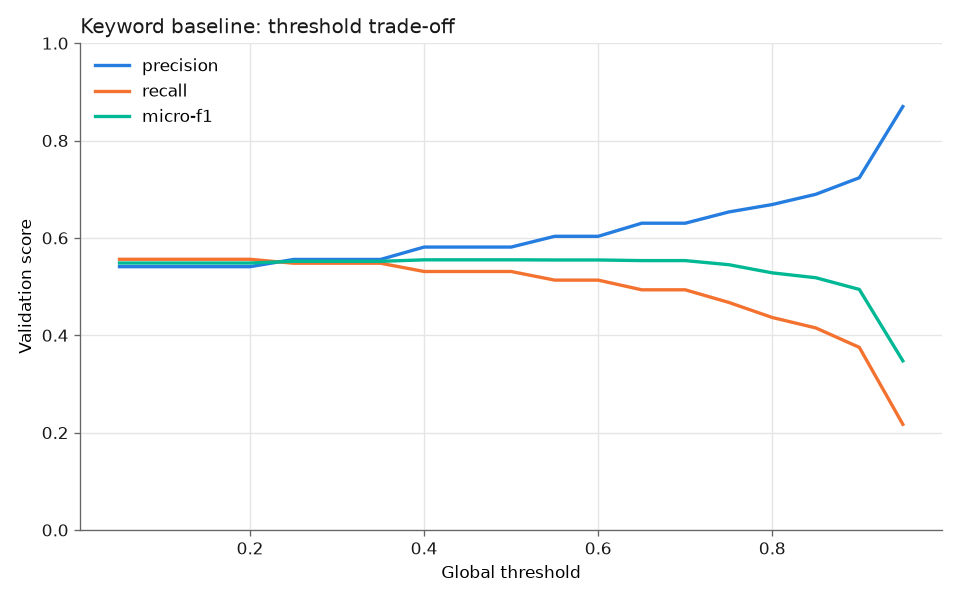 Keyword baseline: threshold trade-off
precision
recall
micro-f1
Validation score
1.0
0.8
0.6
0.4
0.2
0.0
0.2 0.4 0.6 0.8
Global threshold